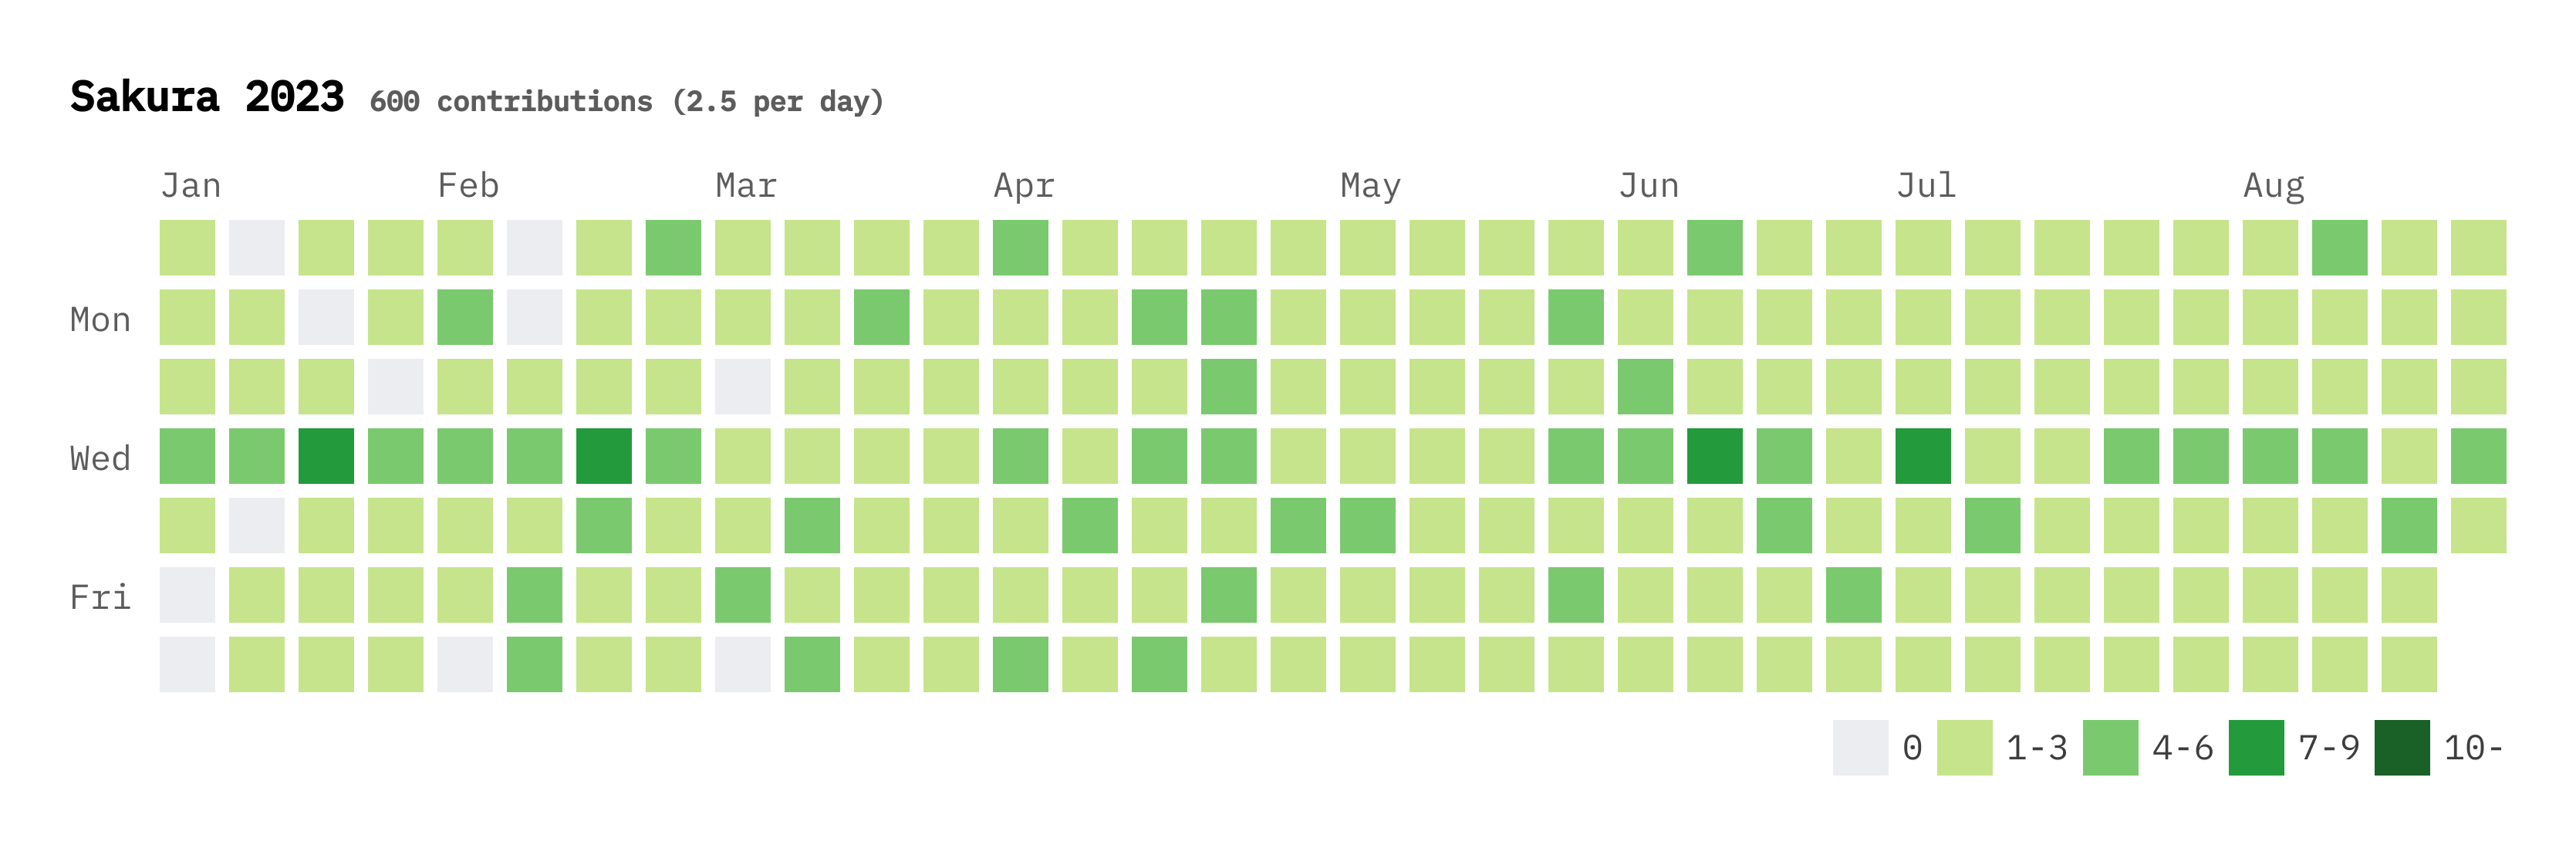 Sakura 2023 600 contributions (2.5 per day)
Jan Feb Mar Apr May Jun Jul Aug
Mon
Wed
Fri
0 1-3 4-6 7-9 10-